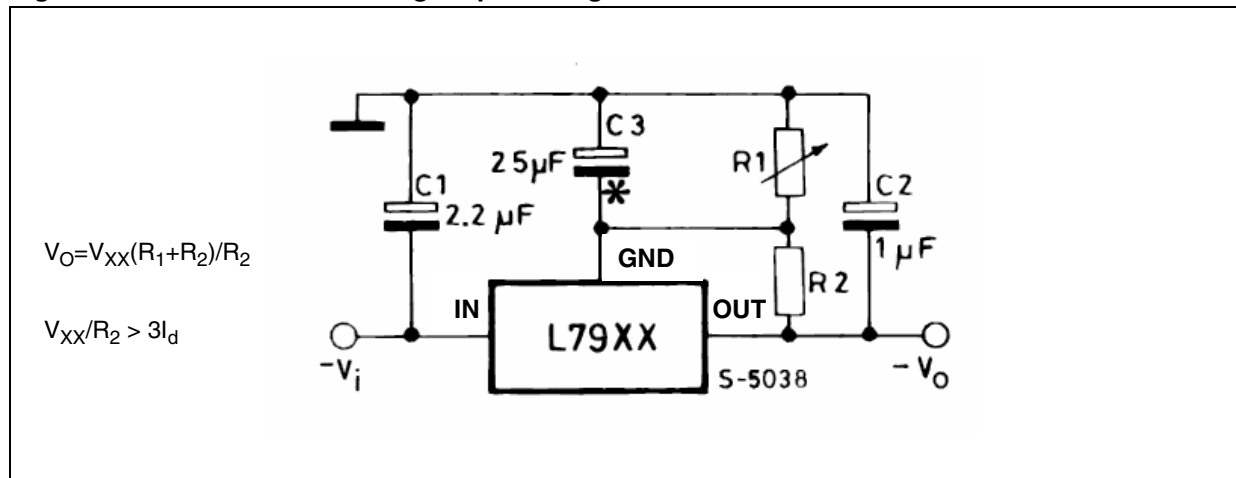 C3
25µF
*
R1
C1
2.2 µF
C2
1 µF
V_O=V_XX(R_1+R_2)/R_2
GND
R2
IN
OUT
V_XX/R_2 > 3I_d
L79XX
-V_i
S-5038
-V_o